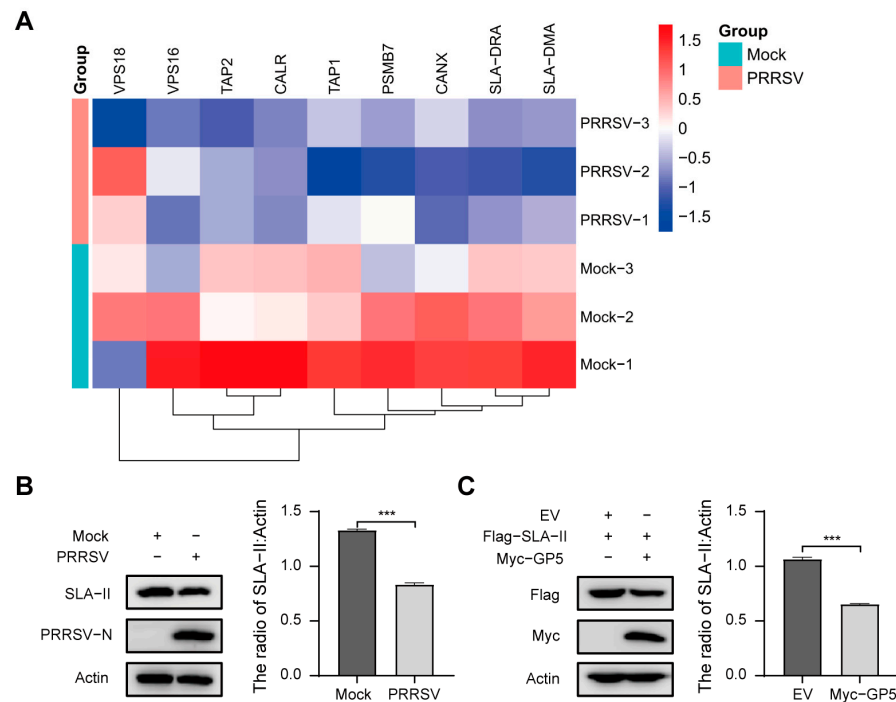 A
Group
VPS18
VPS16
TAP2
CALR
TAP1
PSMB7
CANX
SLA-DRA
SLA-DMA
PRRSV-3
PRRSV-2
PRRSV-1
Mock-3
Mock-2
Mock-1
1.5
1
0.5
0
-0.5
-1
-1.5
Group
Mock
PRRSV
B
Mock + -
PRRSV - +
SLA-II
PRRSV-N
Actin
The radio of SLA-II:Actin
1.5
1.0
0.5
0.0
***
Mock PRRSV
C
EV + -
Flag-SLA-II + +
Myc-GP5 - +
Flag
Myc
Actin
The radio of SLA-II:Actin
1.5
1.0
0.5
0.0
***
EV Myc-GP5